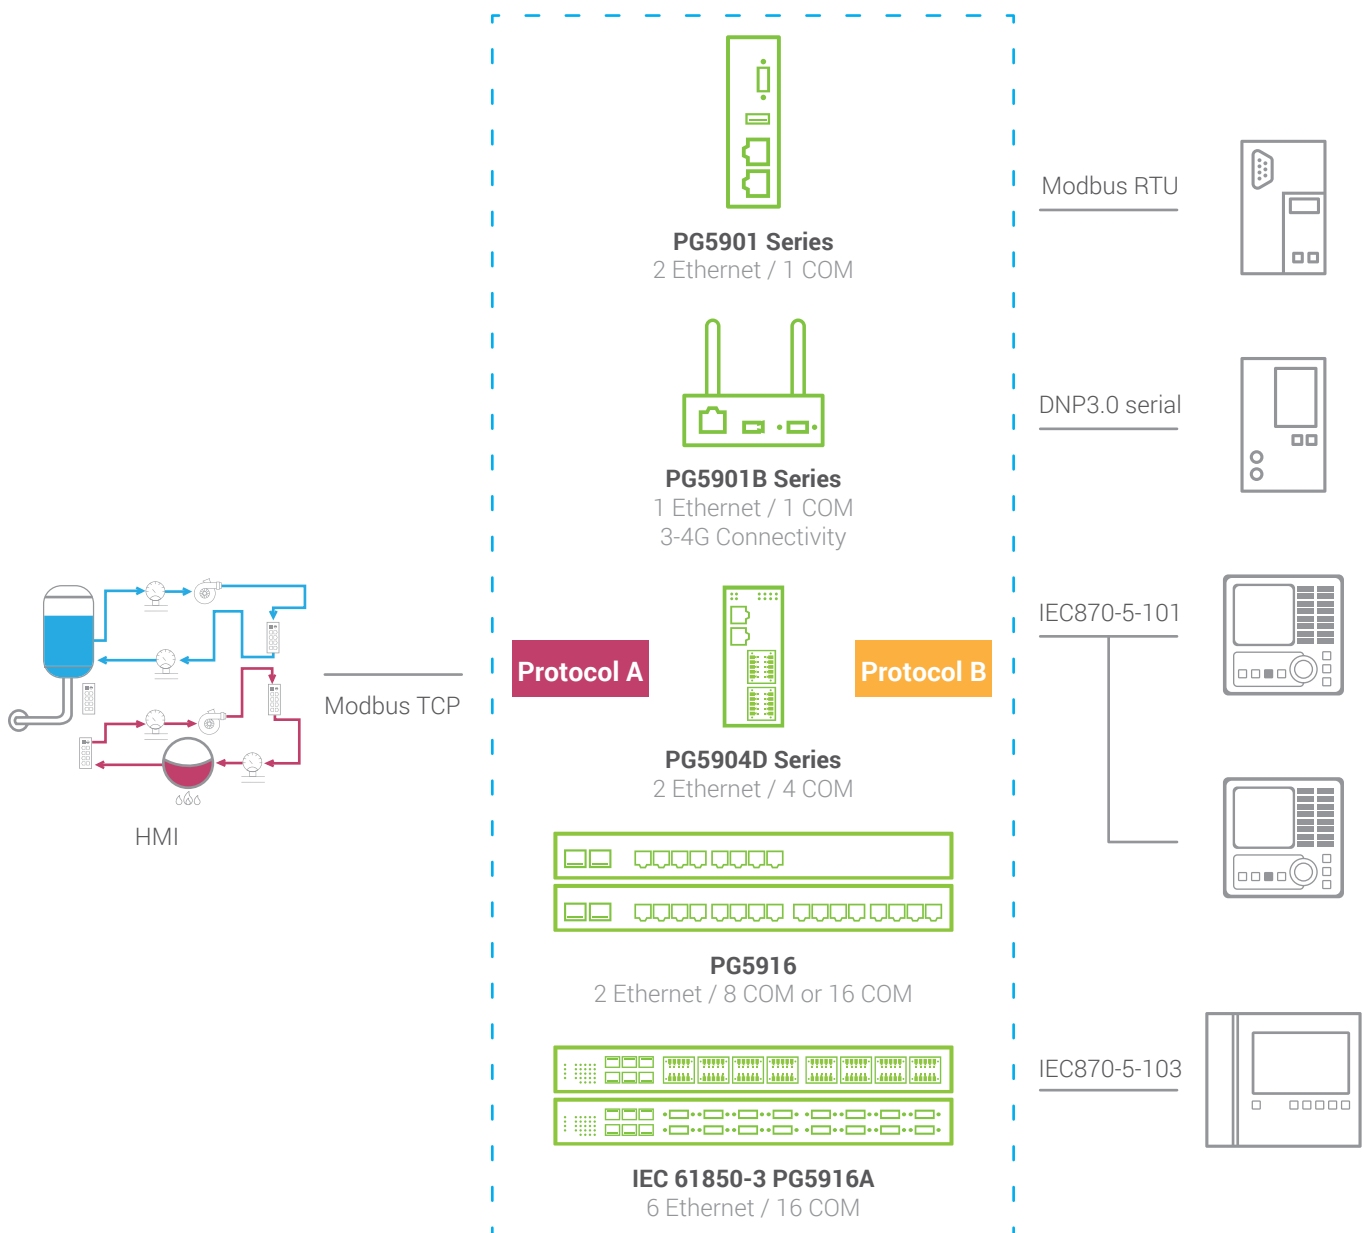 PG5901 Series
2 Ethernet / 1 COM
PG5901B Series
1 Ethernet / 1 COM
3-4G Connectivity
Protocol A
Protocol B
PG5904D Series
2 Ethernet / 4 COM
PG5916
2 Ethernet / 8 COM or 16 COM
IEC 61850-3 PG5916A
6 Ethernet / 16 COM
Modbus TCP
HMI
Modbus RTU
DNP3.0 serial
IEC870-5-101
IEC870-5-103